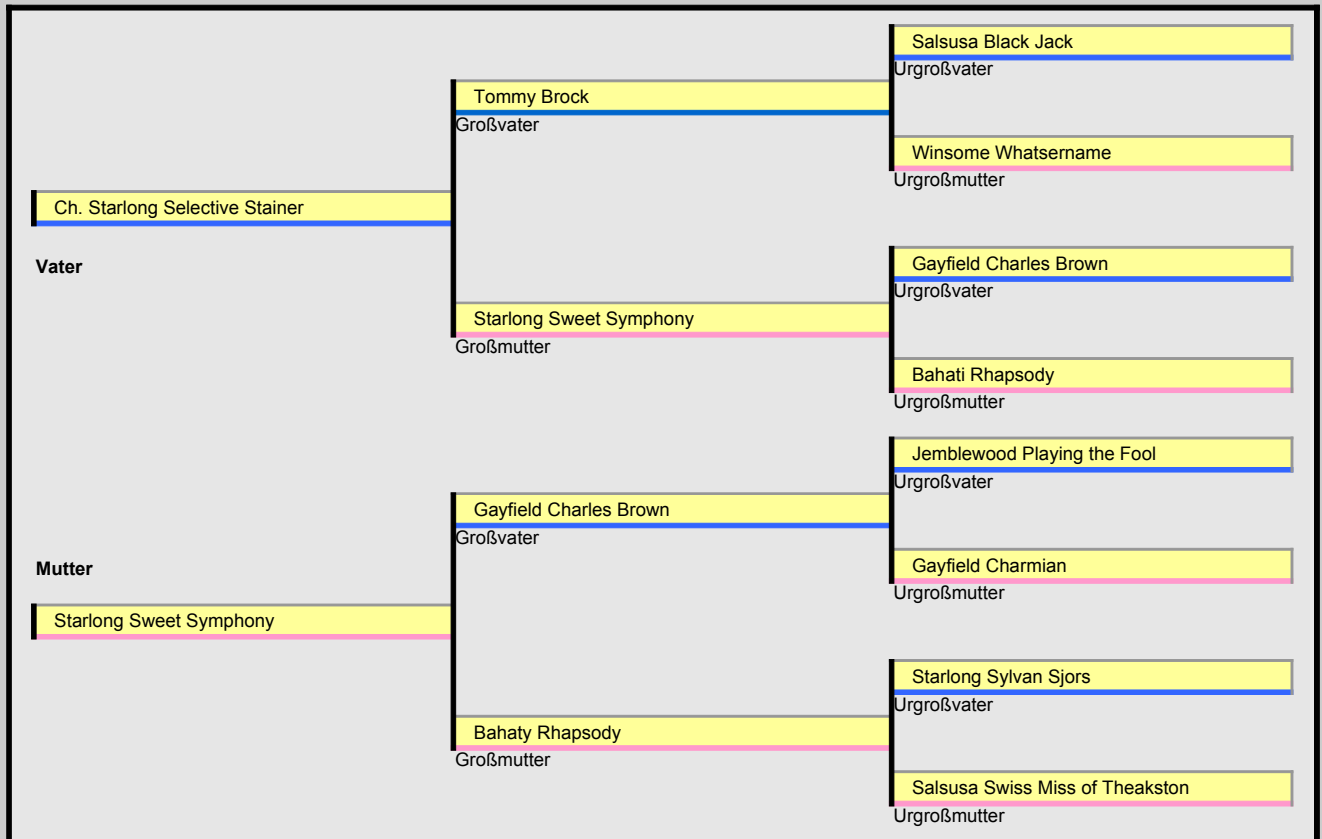 Salsusa Black Jack
Urgroßvater
Tommy Brock
Großvater
Winsome Whatsername
Urgroßmutter
Ch. Starlong Selective Stainer
Vater
Gayfield Charles Brown
Urgroßvater
Starlong Sweet Symphony
Großmutter
Bahati Rhapsody
Urgroßmutter
Jemblewood Playing the Fool
Urgroßvater
Gayfield Charles Brown
Großvater
Mutter
Gayfield Charmian
Urgroßmutter
Starlong Sweet Symphony
Starlong Sylvan Sjors
Urgroßvater
Bahaty Rhapsody
Großmutter
Salsusa Swiss Miss of Theakston
Urgroßmutter